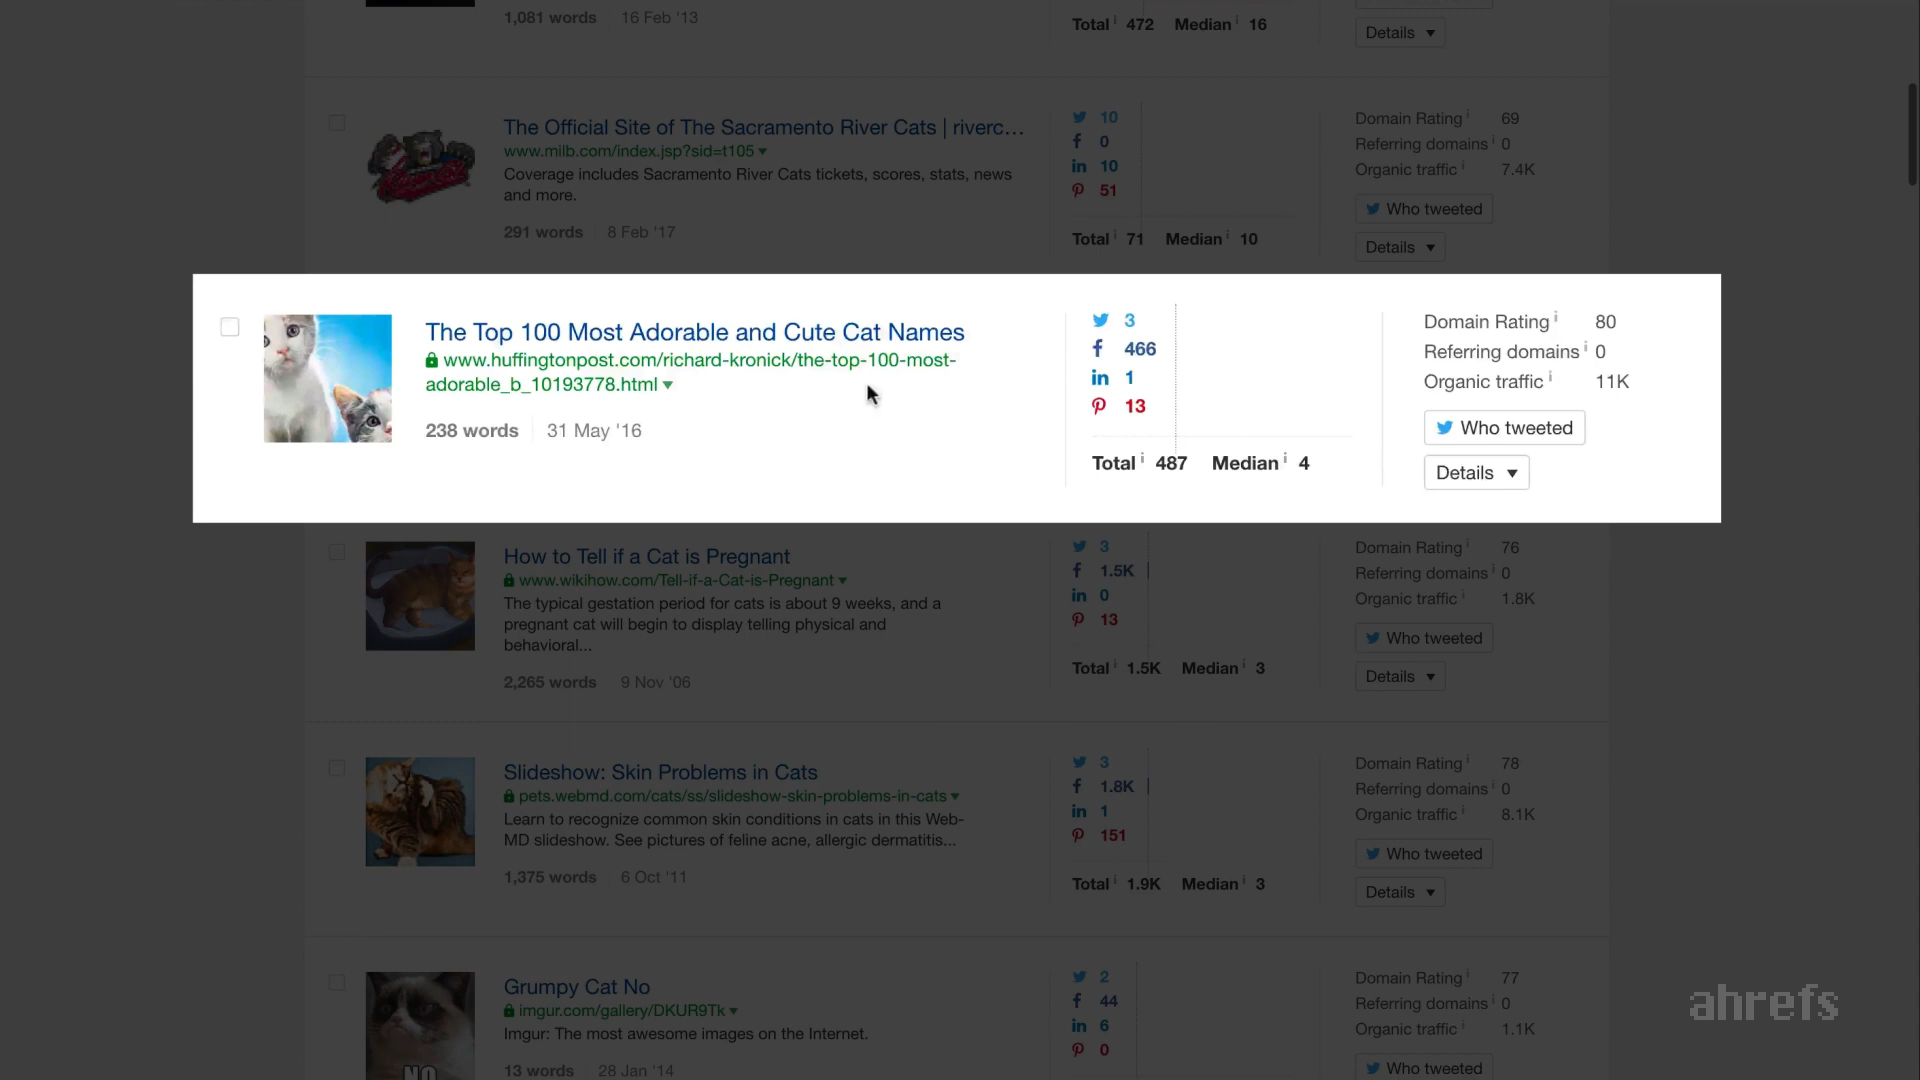 1,081 words 16 Feb '13
Total i 472 Median i 16
Details ▼
The Official Site of The Sacramento River Cats | riverc...
www.milb.com/index.jsp?sid=t105 ▼
Coverage includes Sacramento River Cats tickets, scores, stats, news
and more.
291 words 8 Feb '17
10
0
10
51
Total i 71 Median i 10
Domain Rating i 69
Referring domains i 0
Organic traffic i 7.4K
Who tweeted
Details ▼
The Top 100 Most Adorable and Cute Cat Names
www.huffingtonpost.com/richard-kronick/the-top-100-most-
adorable_b_10193778.html ▼
238 words 31 May '16
3
466
1
13
Total i 487 Median i 4
Domain Rating i 80
Referring domains i 0
Organic traffic i 11K
Who tweeted
Details ▼
How to Tell if a Cat is Pregnant
www.wikihow.com/Tell-if-a-Cat-is-Pregnant ▼
The typical gestation period for cats is about 9 weeks, and a
pregnant cat will begin to display telling physical and
behavioral...
2,265 words 9 Nov '06
3
1.5K
0
13
Total i 1.5K Median i 3
Domain Rating i 76
Referring domains i 0
Organic traffic i 1.8K
Who tweeted
Details ▼
Slideshow: Skin Problems in Cats
pets.webmd.com/cats/ss/slideshow-skin-problems-in-cats ▼
Learn to recognize common skin conditions in cats in this Web-
MD slideshow. See pictures of feline acne, allergic dermatitis...
1,375 words 6 Oct '11
3
1.8K
1
151
Total i 1.9K Median i 3
Domain Rating i 78
Referring domains i 0
Organic traffic i 8.1K
Who tweeted
Details ▼
NO
Grumpy Cat No
imgur.com/gallery/DKUR9Tk ▼
Imgur: The most awesome images on the Internet.
13 words 28 Jan '14
2
44
6
0
Domain Rating i 77
Referring domains i 0
Organic traffic i 1.1K
Who tweeted
ahrefs